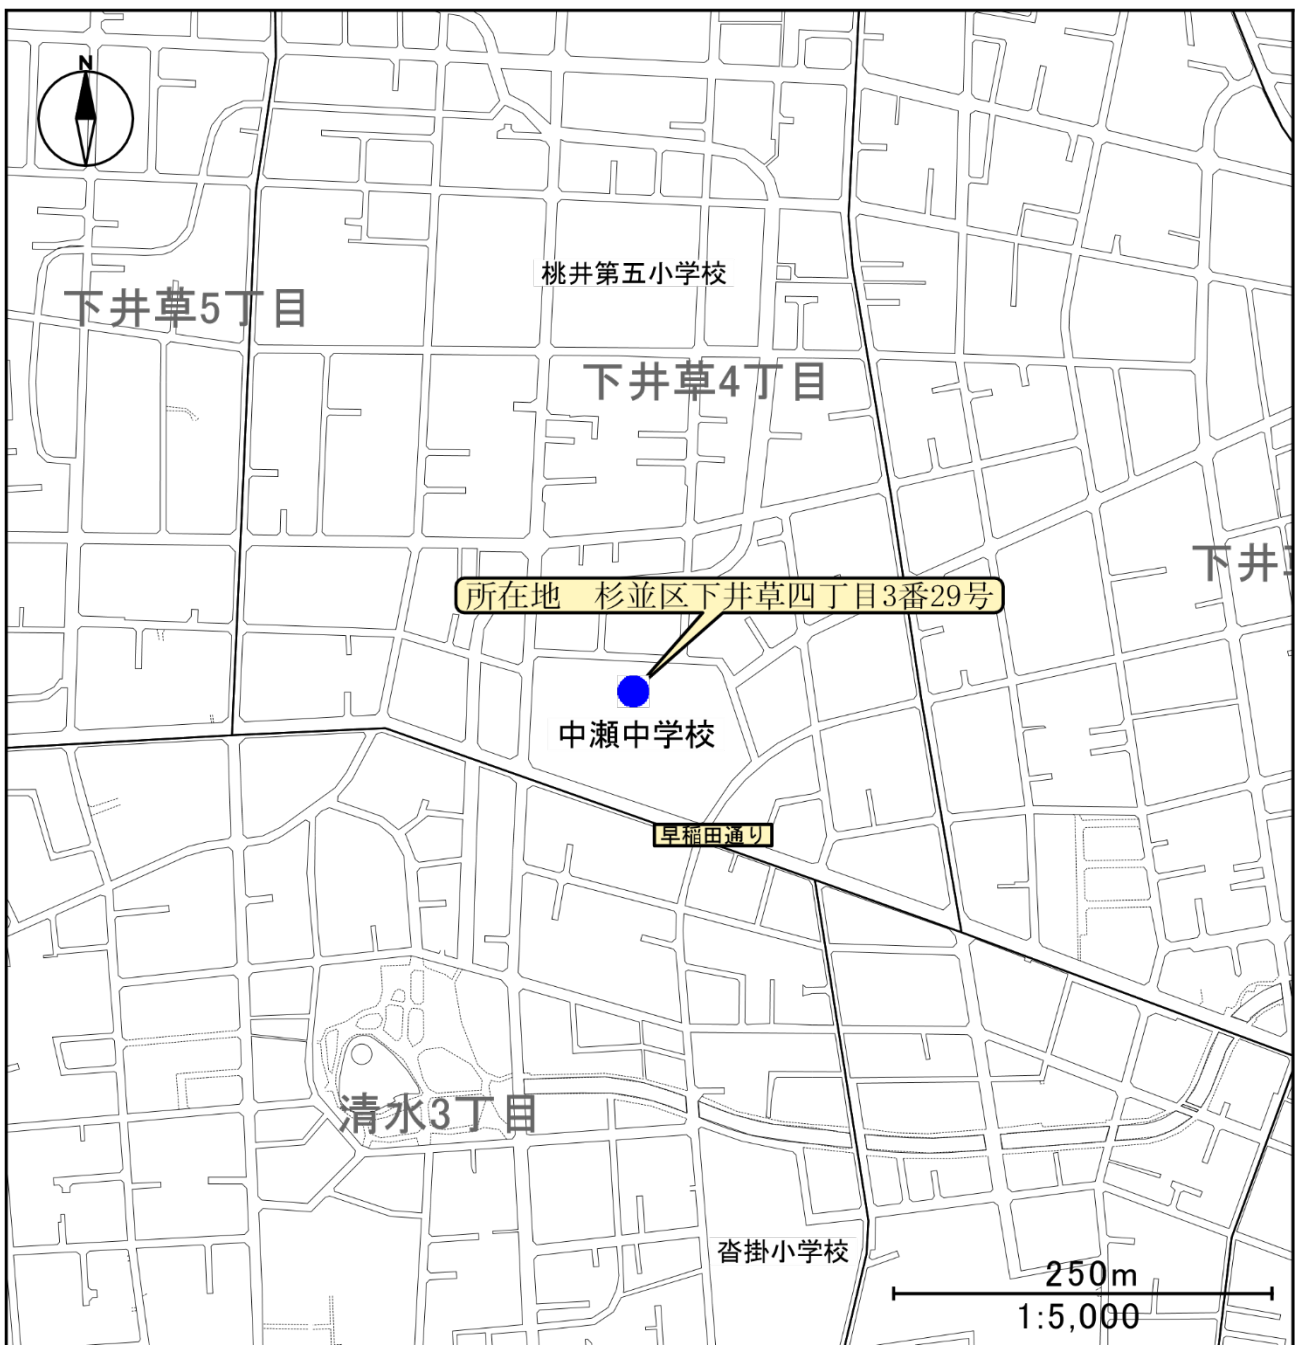 N
桃井第五小学校
下井草5丁目
下井草4丁目
下井
所在地　杉並区下井草四丁目3番29号
中瀬中学校
早稲田通り
清水3丁目
沓掛小学校
250m
1:5,000